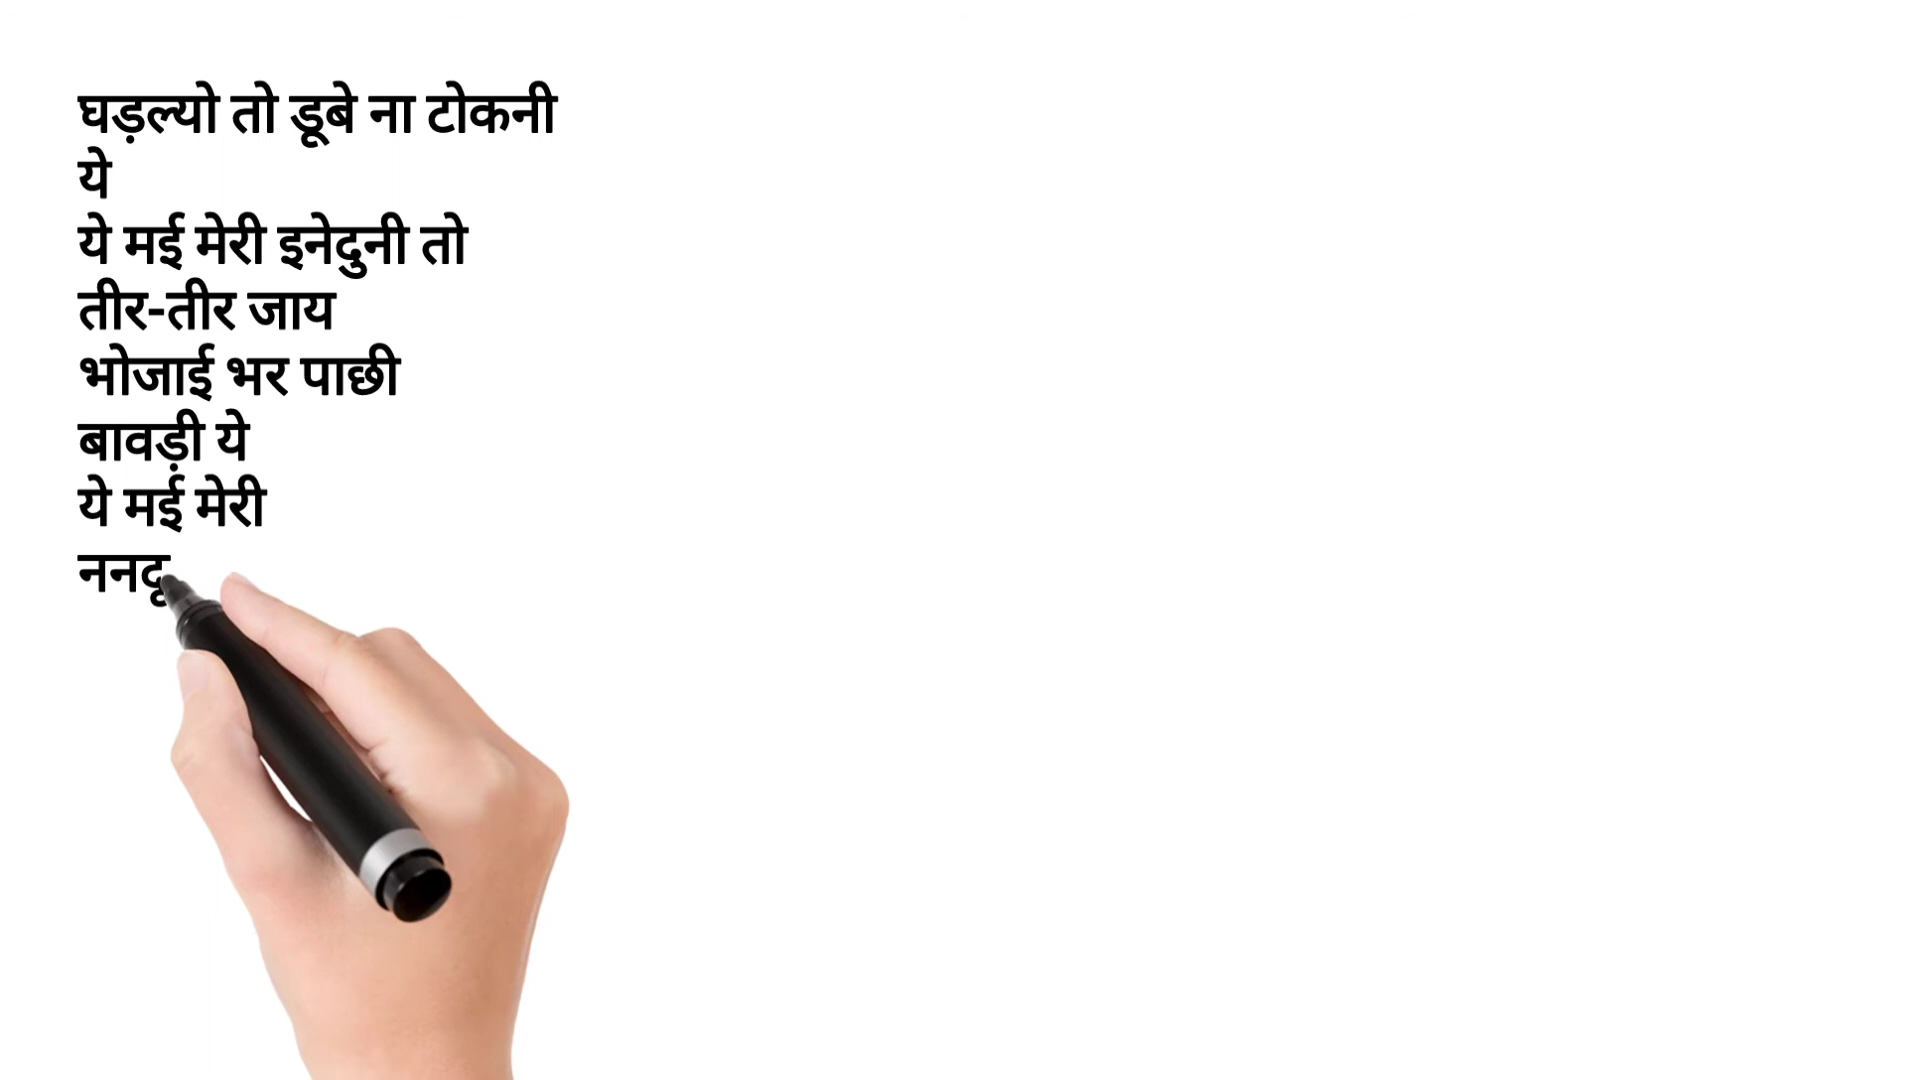 घड़ल्यो तो डूबे ना टोकनी
ये
ये मई मेरी इनेदुनी तो
तीर-तीर जाय
भोजाई भर पाछी
बावड़ी ये
ये मई मेरी